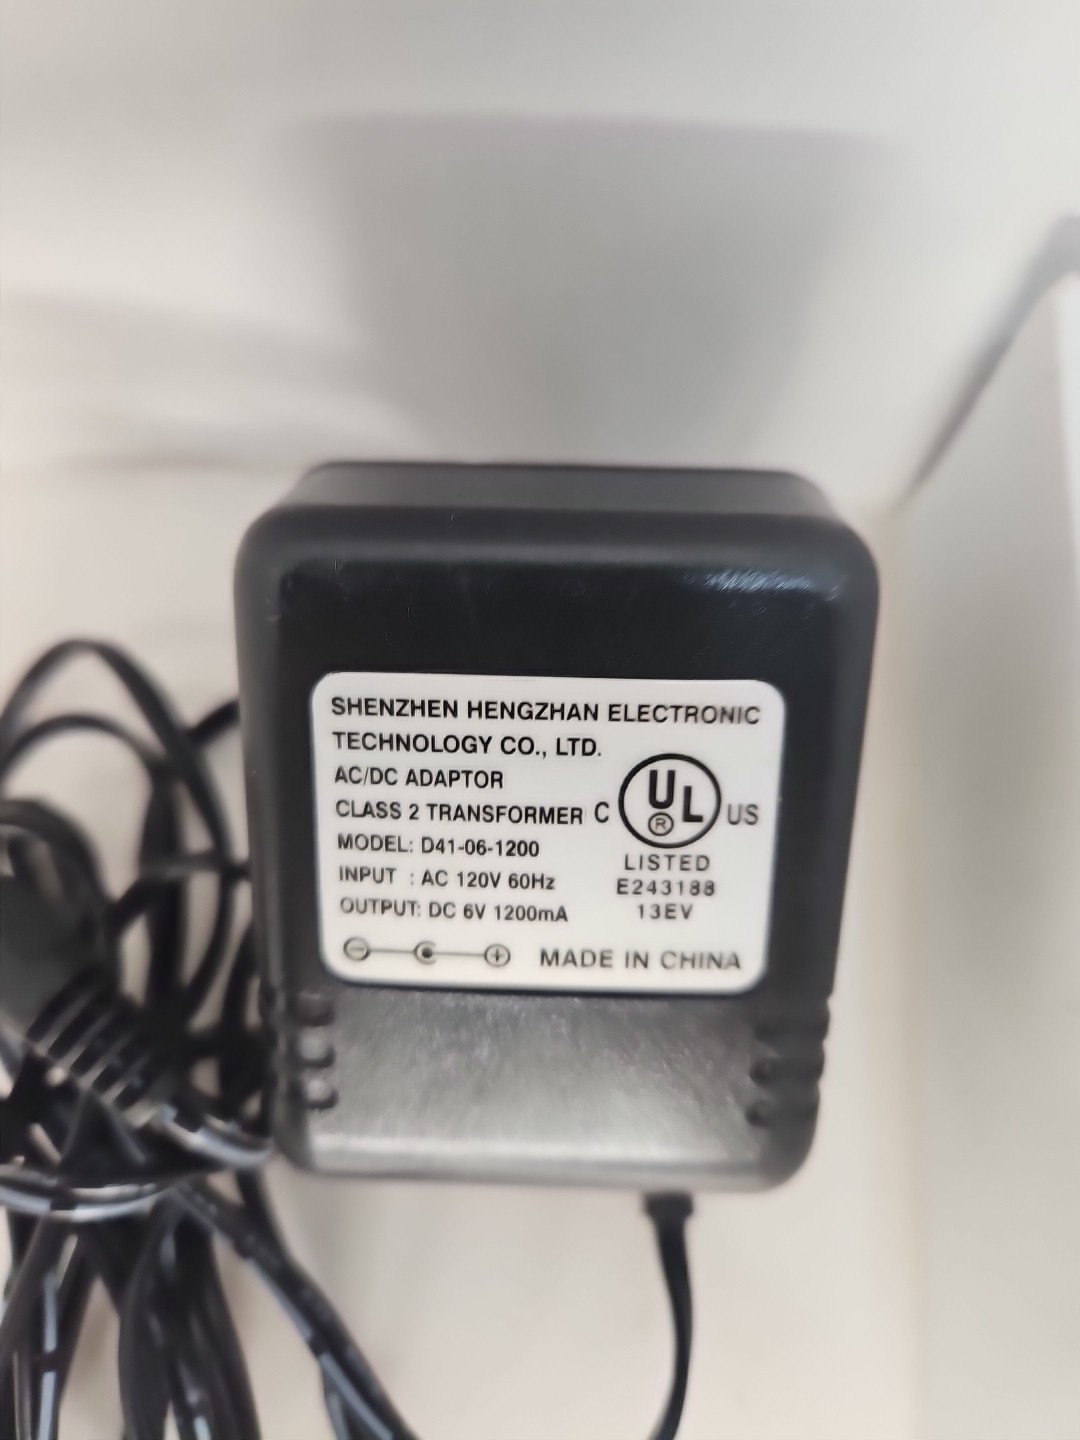 SHENZHEN HENGZHAN ELECTRONIC
TECHNOLOGY CO., LTD.
AC/DC ADAPTOR
CLASS 2 TRANSFORMER
MODEL: D41-06-1200
INPUT : AC 120V 60Hz
OUTPUT: DC 6V 1200mA
C UL® US
LISTED
E243188
13EV
MADE IN CHINA